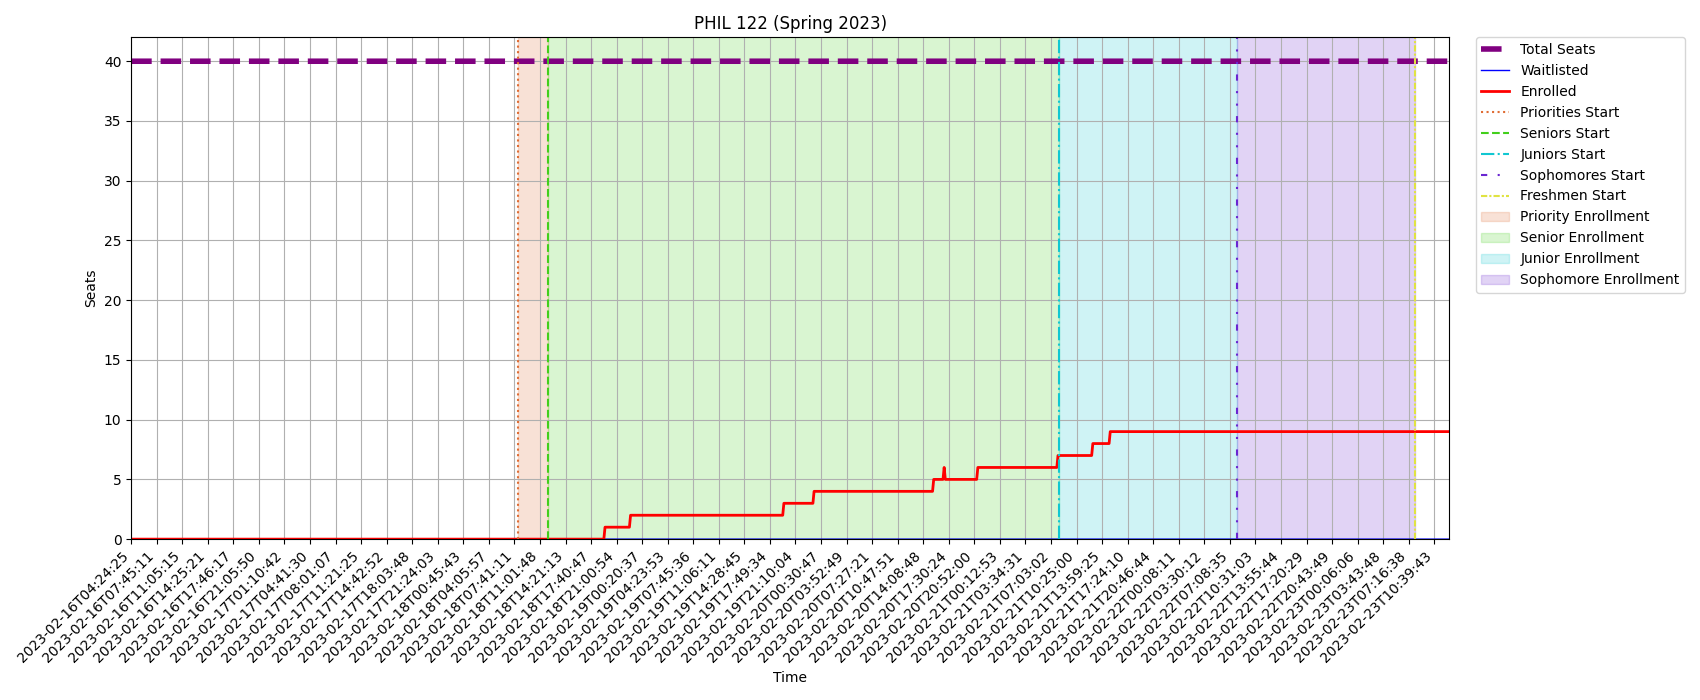 PHIL 122 (Spring 2023)
Seats
40
35
30
25
20
15
10
5
0
2023-02-16T04:24:25
2023-02-16T07:45:11
2023-02-16T11:05:15
2023-02-16T14:25:21
2023-02-16T17:46:17
2023-02-16T21:05:50
2023-02-17T01:10:42
2023-02-17T04:41:30
2023-02-17T08:01:07
2023-02-17T11:21:25
2023-02-17T14:42:52
2023-02-17T18:03:48
2023-02-17T21:24:03
2023-02-18T00:45:43
2023-02-18T04:05:57
2023-02-18T07:41:11
2023-02-18T11:01:48
2023-02-18T14:21:13
2023-02-18T17:40:47
2023-02-18T21:00:54
2023-02-19T00:20:37
2023-02-19T04:23:53
2023-02-19T07:45:36
2023-02-19T11:06:11
2023-02-19T14:28:45
2023-02-19T17:49:34
2023-02-19T21:10:04
2023-02-20T00:30:47
2023-02-20T03:52:49
2023-02-20T07:27:21
2023-02-20T10:47:51
2023-02-20T14:08:48
2023-02-20T17:30:24
2023-02-20T20:52:00
2023-02-21T00:12:53
2023-02-21T03:34:31
2023-02-21T07:03:02
2023-02-21T10:25:00
2023-02-21T13:59:25
2023-02-21T17:24:10
2023-02-21T20:46:44
2023-02-22T00:08:11
2023-02-22T03:30:12
2023-02-22T07:08:35
2023-02-22T10:31:03
2023-02-22T13:55:44
2023-02-22T17:20:29
2023-02-22T20:43:49
2023-02-23T00:06:06
2023-02-23T03:43:48
2023-02-23T07:16:38
2023-02-23T10:39:43
Time
Total Seats
Waitlisted
Enrolled
Priorities Start
Seniors Start
Juniors Start
Sophomores Start
Freshmen Start
Priority Enrollment
Senior Enrollment
Junior Enrollment
Sophomore Enrollment